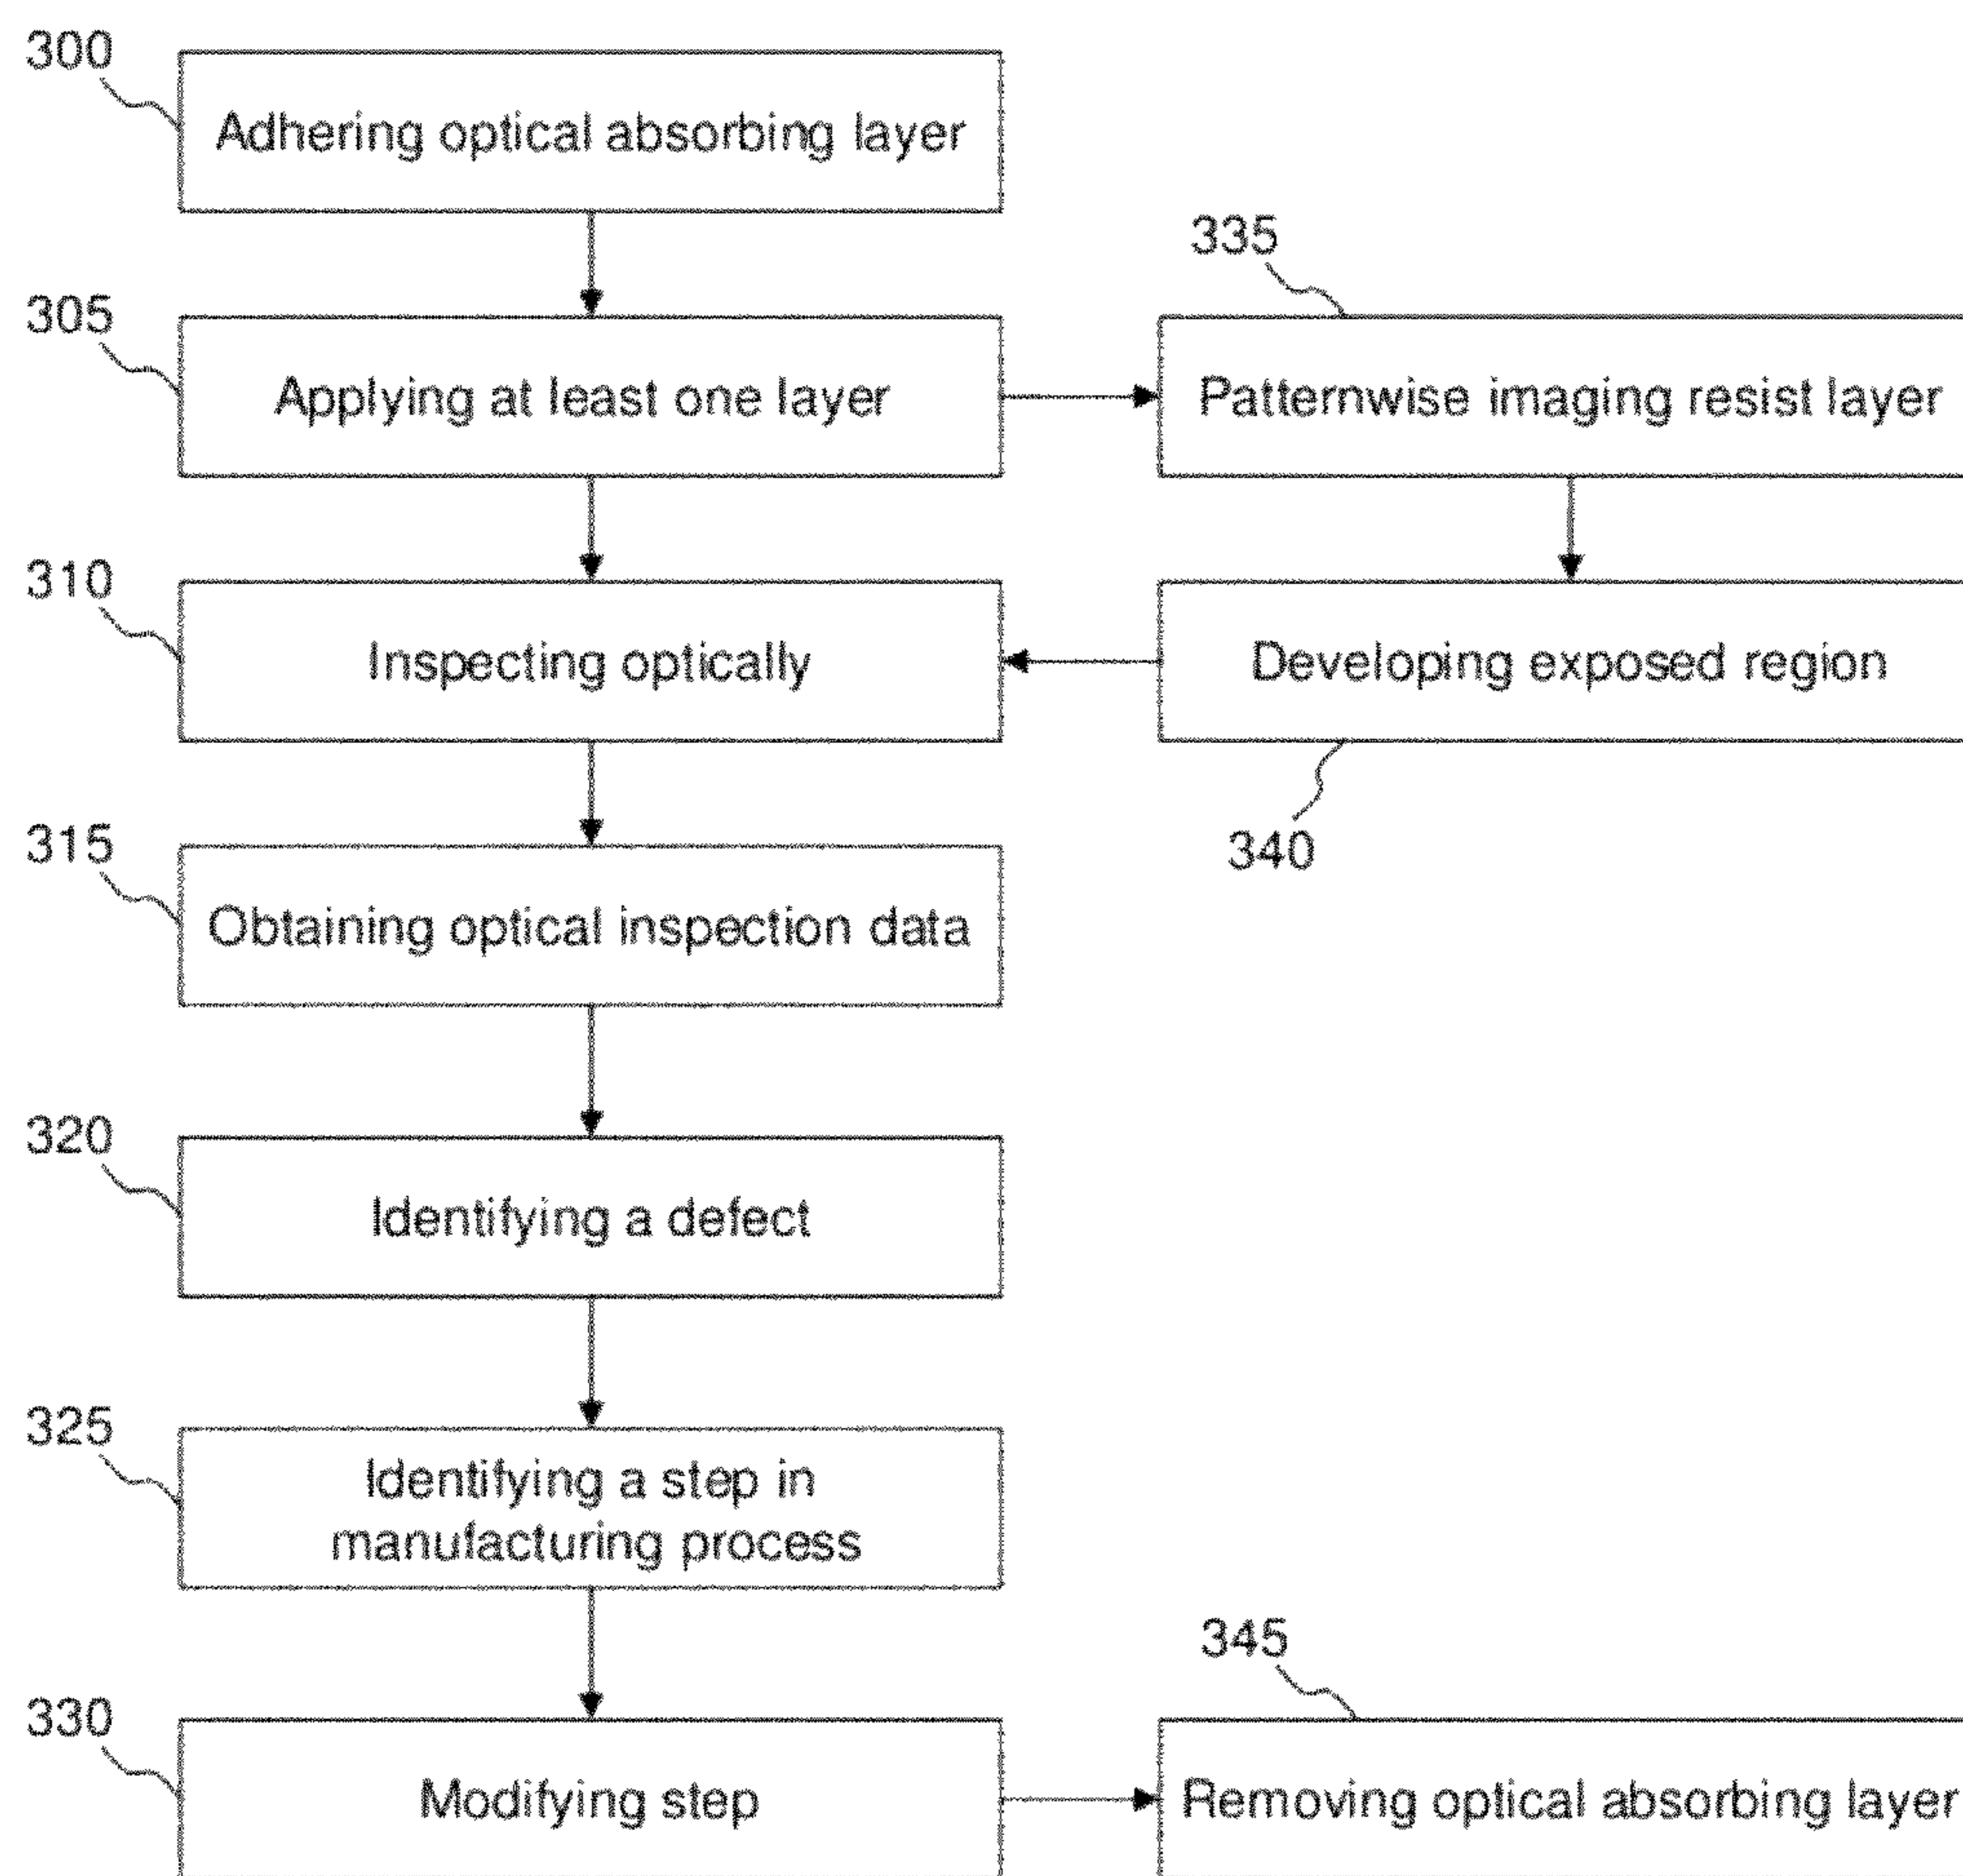 300
Adhering optical absorbing layer
335
305
Applying at least one layer
Patternwise imaging resist layer
310
Inspecting optically
Developing exposed region
315
340
Obtaining optical inspection data
320
Identifying a defect
325
Identifying a step in
manufacturing process
345
330
Modifying step
Removing optical absorbing layer